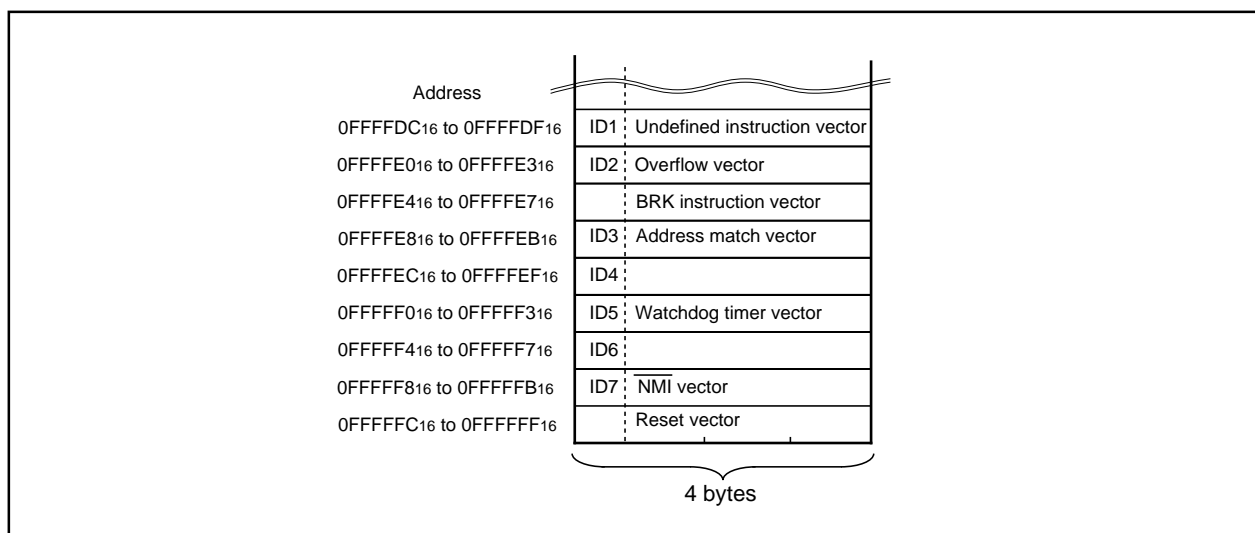 Address
0FFFFDC16 to 0FFFFDF16 ID1 Undefined instruction vector
0FFFFE016 to 0FFFFE316 ID2 Overflow vector
0FFFFE416 to 0FFFFE716 BRK instruction vector
0FFFFE816 to 0FFFFEB16 ID3 Address match vector
0FFFFEC16 to 0FFFFEF16 ID4
0FFFFF016 to 0FFFFF316 ID5 Watchdog timer vector
0FFFFF416 to 0FFFFF716 ID6
0FFFFF816 to 0FFFFFB16 ID7 N̅M̅I̅ vector
0FFFFFC16 to 0FFFFFF16 Reset vector
4 bytes